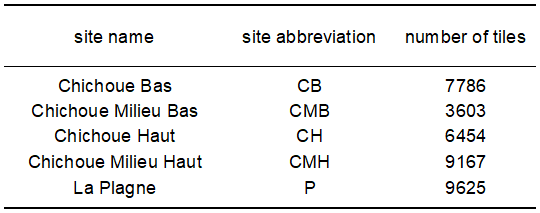 site name site abbreviation number of tiles
Chichoue Bas CB 7786
Chichoue Milieu Bas CMB 3603
Chichoue Haut CH 6454
Chichoue Milieu Haut CMH 9167
La Plagne P 9625